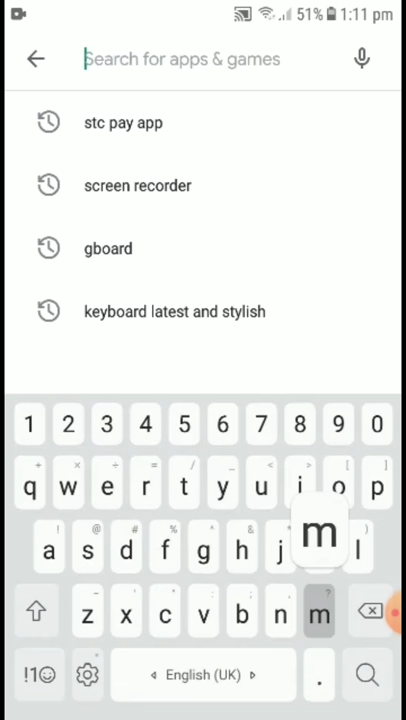 51% 1:11 pm
Search for apps & games
stc pay app
screen recorder
gboard
keyboard latest and stylish
1 2 3 4 5 6 7 8 9 0
q w e r t y u i o p
a s d f g h j m l
z x c v b n m
!1☺ English (UK) .